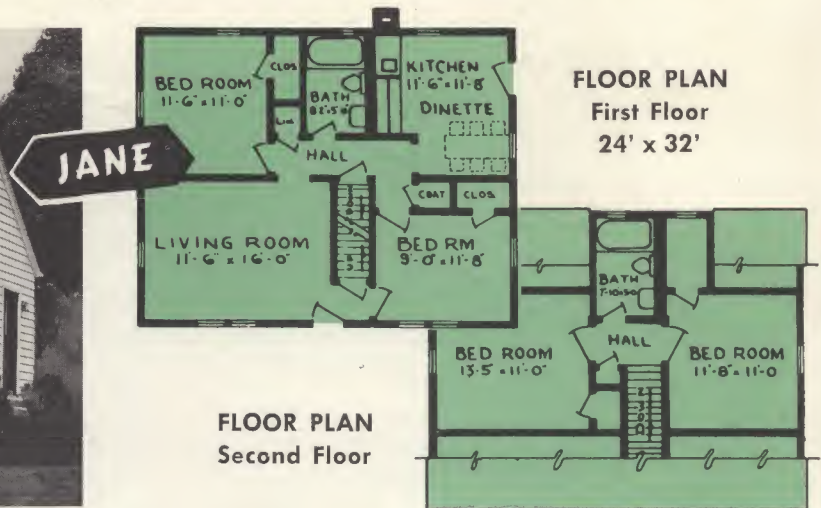 JANE
FLOOR PLAN
First Floor
24' x 32'
BED ROOM
11'-6" x 11'-0"
CLOS
LIN
BATH
HALL
KITCHEN
11'-6" x 11'-8"
DINETTE
COAT
CLOS.
LIVING ROOM
11'-6" x 16'-0"
BED RM
9'-0" x 11'-8"
FLOOR PLAN
Second Floor
BATH
HALL
BED ROOM
13'-5" x 11'-0"
BED ROOM
11'-8" x 11'-0